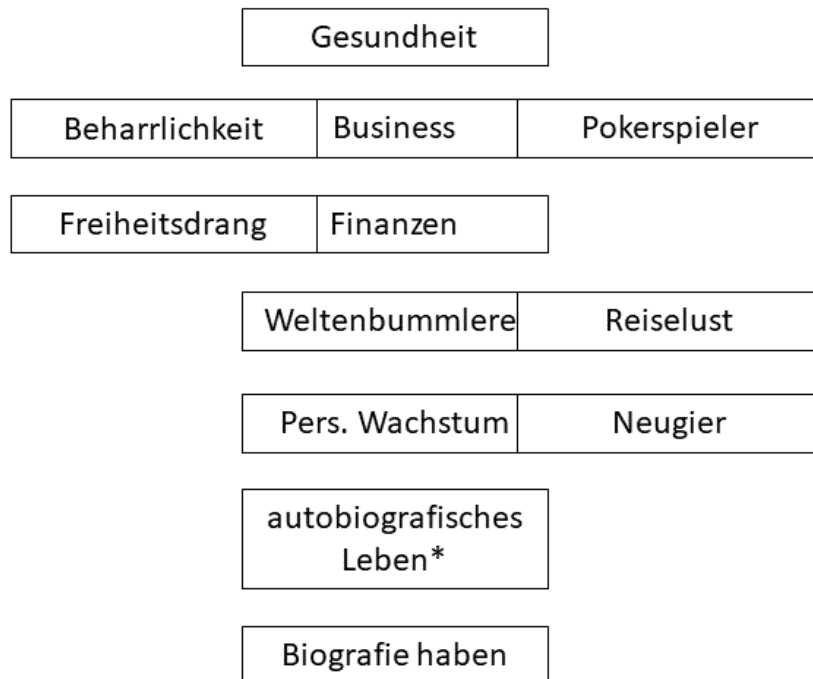 Gesundheit
Beharrlichkeit Business Pokerspieler
Freiheitsdrang Finanzen
Weltenbummlere Reiselust
Pers. Wachstum Neugier
autobiografisches
Leben*
Biografie haben